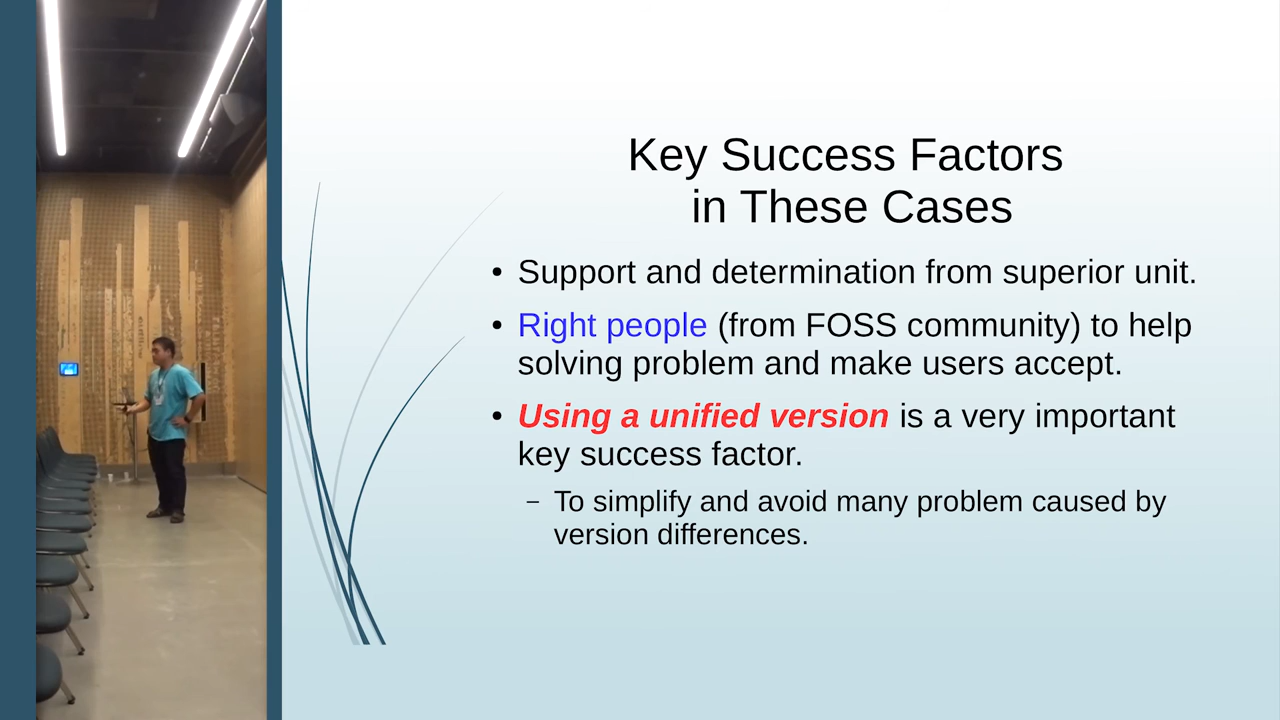 Key Success Factors
in These Cases
• Support and determination from superior unit.
• Right people (from FOSS community) to help
solving problem and make users accept.
• Using a unified version is a very important
key success factor.
– To simplify and avoid many problem caused by
version differences.